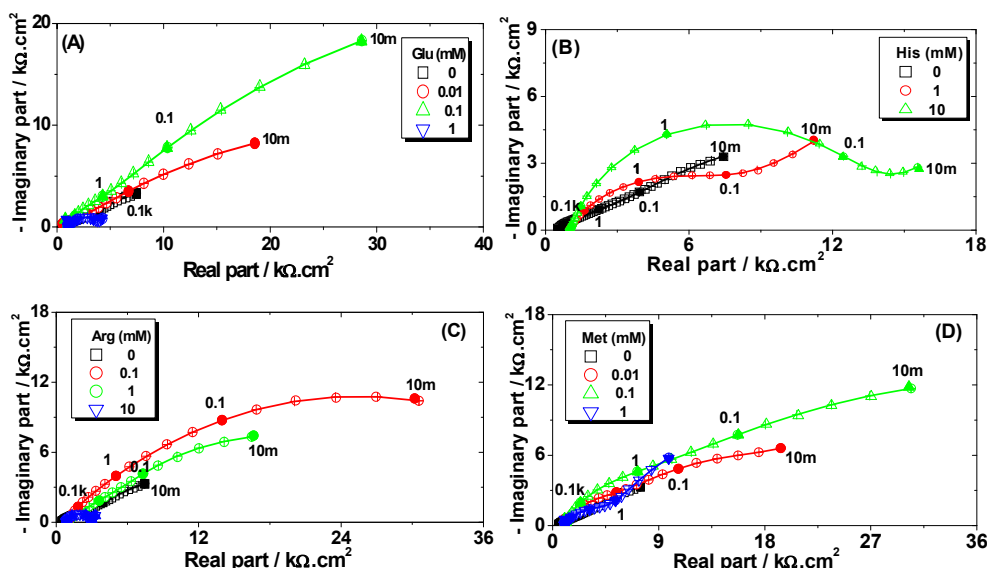 (A)
- Imaginary part / kΩ.cm²
20
10
0
Glu (mM)
0
0.01
0.1
1
10m
0.1
10m
1
0.1k
0 10 20 30 40
Real part / kΩ.cm²
(B)
- Imaginary part / kΩ.cm²
9
6
3
0
His (mM)
0
1
10
1
10m
10m
0.1
10m
0.1k
0.1
0.1
1
0 6 12 18
Real part / kΩ.cm²
(C)
- Imaginary part / kΩ.cm²
18
12
6
0
Arg (mM)
0
0.1
1
10
10m
0.1
1
0.1
10m
0.1k
10m
0 12 24 36
Real part / kΩ.cm²
(D)
- Imaginary part / kΩ.cm²
18
12
6
0
Met (mM)
0
0.01
0.1
1
10m
0.1
1
0.1k
0.1
10m
1
0 9 18 27 36
Real part / kΩ.cm²